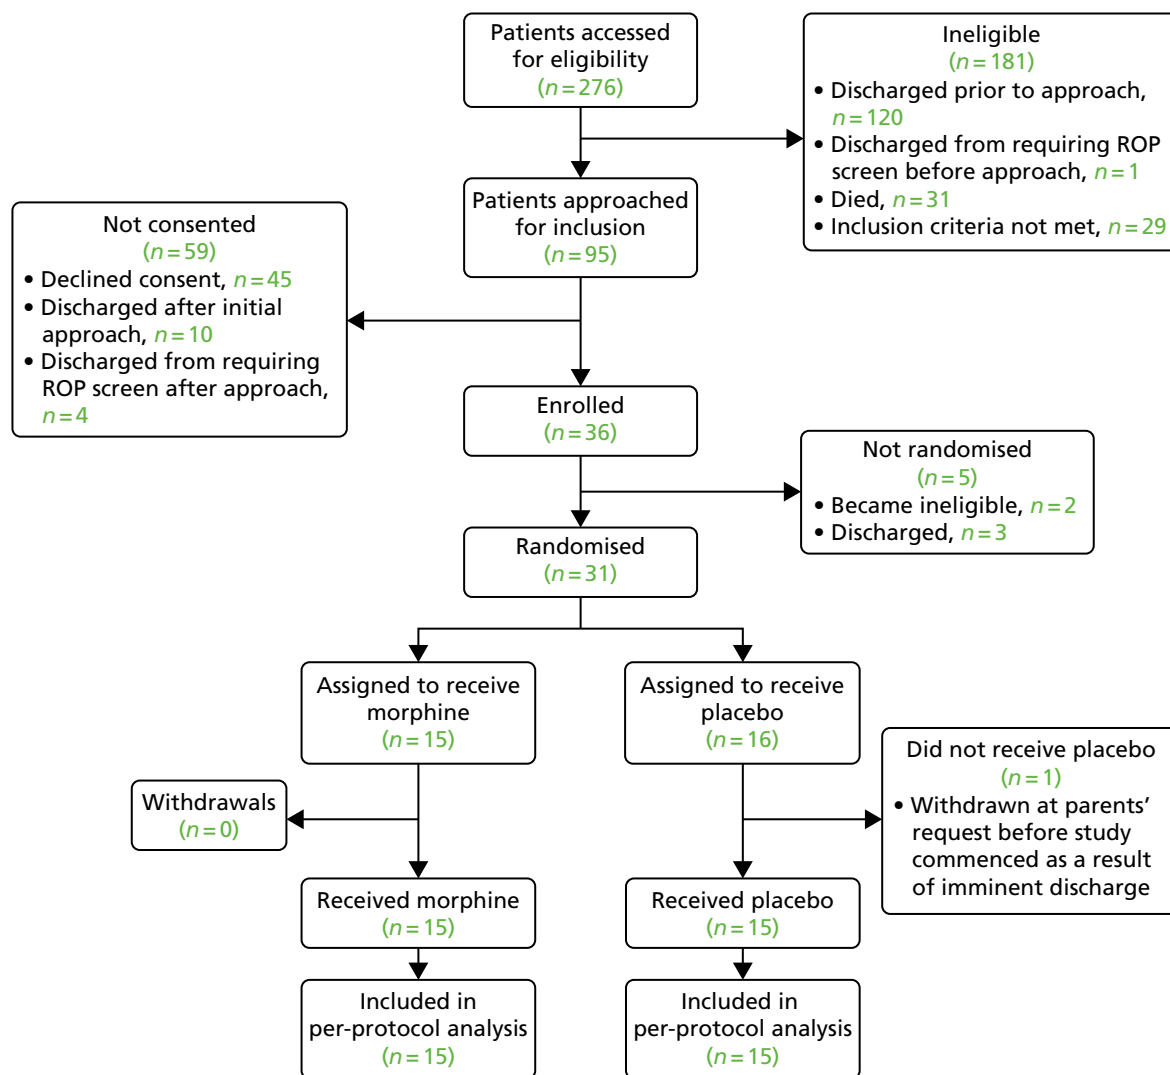 Patients accessed
for eligibility
(n=276)
Ineligible
(n=181)
• Discharged prior to approach,
n=120
• Discharged from requiring ROP
screen before approach, n=1
• Died, n=31
• Inclusion criteria not met, n=29
Patients approached
for inclusion
(n=95)
Not consented
(n=59)
• Declined consent, n=45
• Discharged after initial
approach, n=10
• Discharged from requiring
ROP screen after approach,
n=4
Enrolled
(n=36)
Not randomised
(n=5)
• Became ineligible, n=2
• Discharged, n=3
Randomised
(n=31)
Assigned to receive
morphine
(n=15)
Assigned to receive
placebo
(n=16)
Withdrawals
(n=0)
Did not receive placebo
(n=1)
• Withdrawn at parents’
request before study
commenced as a result
of imminent discharge
Received morphine
(n=15)
Received placebo
(n=15)
Included in
per-protocol analysis
(n=15)
Included in
per-protocol analysis
(n=15)